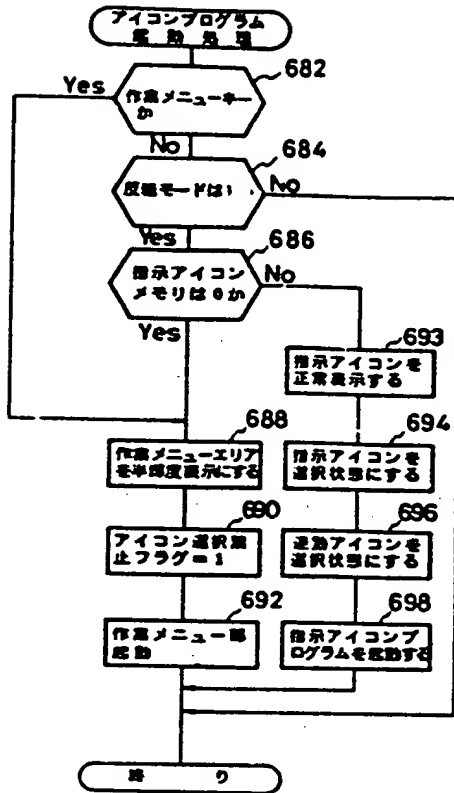 アイコンプログラム
起動処理
682
Yes
作業メニューキー
か
No
684
反転モードは1
No
Yes
686
指示アイコン
メモリは0か
No
Yes
693
指示アイコンを
正常表示する
688
694
作業メニューエリア
を半輝度表示にする
指示アイコンを
選択状態にする
690
696
アイコン選択禁
止フラグ=1
連動アイコンを
選択状態にする
692
698
作業メニュー部
起動
指示アイコンプ
ログラムを起動する
終り